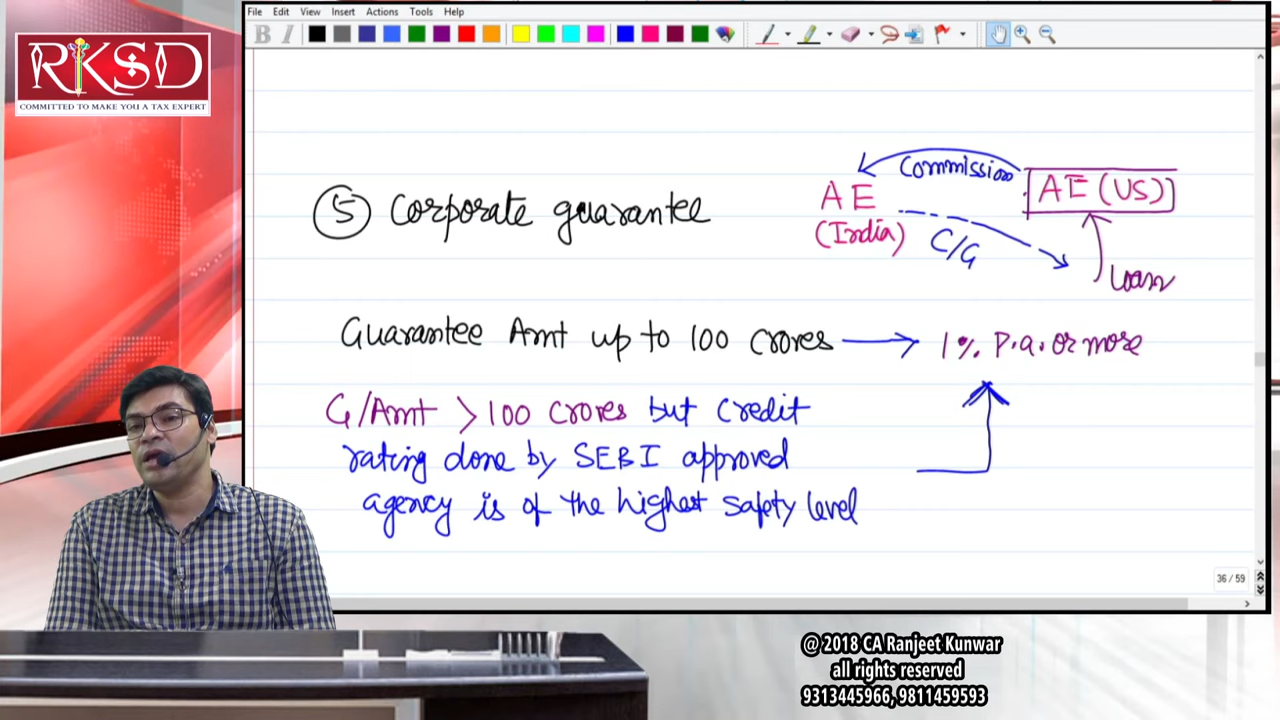 File Edit View Insert Actions Tools Help
B I
RKSD
COMMITTED TO MAKE YOU A TAX EXPERT
5 Corporate guarantee
Commission
AE
(India)
AE (US)
C/G
Loan
Guarantee Amt up to 100 crores → 1% p.a. or more
G/Amt > 100 crores but credit
rating done by SEBI approved
agency is of the highest safety level
36 / 59
@ 2018 CA Ranjeet Kunwar
all rights reserved
9313445966, 9811459593